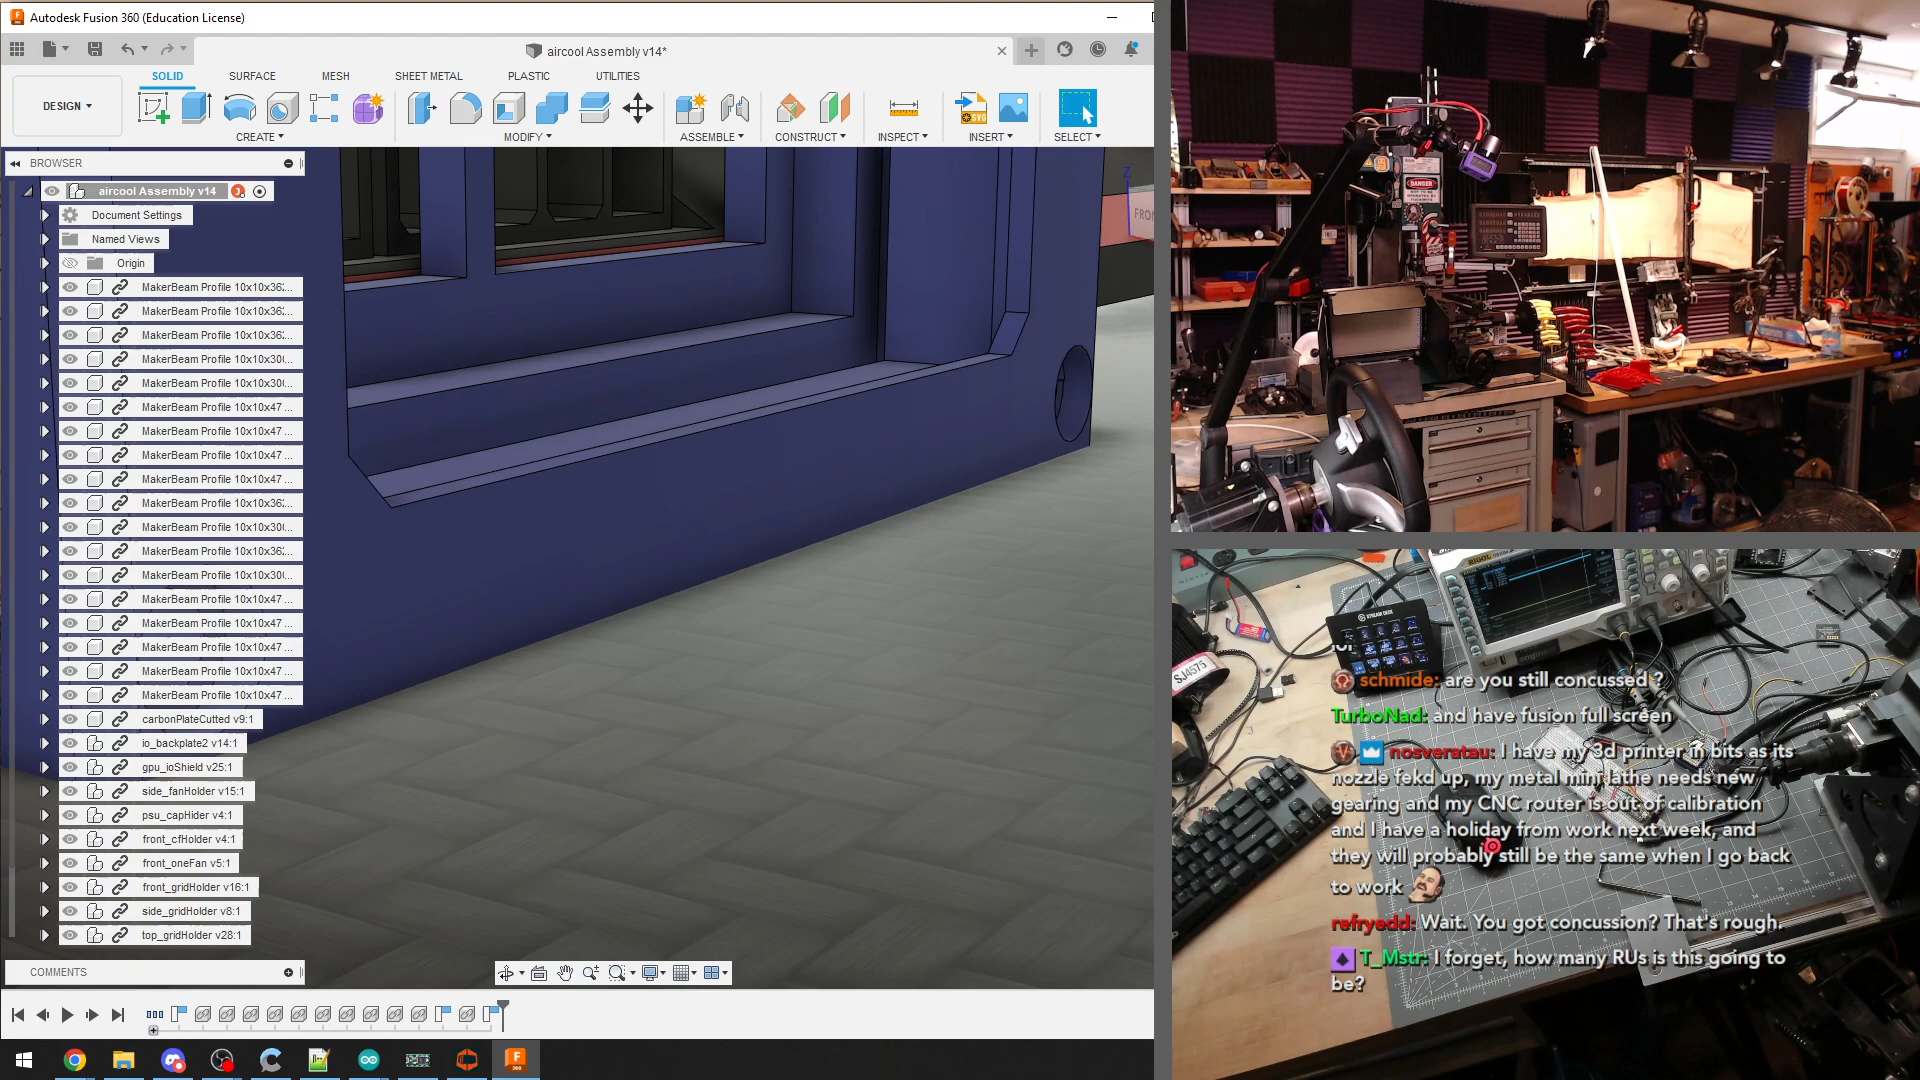 Autodesk Fusion 360 (Education License)
aircool Assembly v14*
DESIGN
SOLID
SURFACE
MESH
SHEET METAL
PLASTIC
UTILITIES
CREATE
MODIFY
ASSEMBLE
CONSTRUCT
INSPECT
INSERT
SELECT
BROWSER
aircool Assembly v14
Document Settings
Named Views
Origin
MakerBeam Profile 10x10x36...
MakerBeam Profile 10x10x36...
MakerBeam Profile 10x10x36...
MakerBeam Profile 10x10x30...
MakerBeam Profile 10x10x30...
MakerBeam Profile 10x10x47 ...
MakerBeam Profile 10x10x47 ...
MakerBeam Profile 10x10x47 ...
MakerBeam Profile 10x10x47 ...
MakerBeam Profile 10x10x36...
MakerBeam Profile 10x10x30...
MakerBeam Profile 10x10x36...
MakerBeam Profile 10x10x30...
MakerBeam Profile 10x10x47 ...
MakerBeam Profile 10x10x47 ...
MakerBeam Profile 10x10x47 ...
MakerBeam Profile 10x10x47 ...
MakerBeam Profile 10x10x47 ...
carbonPlateCutted v9:1
io_backplate2 v14:1
gpu_ioShield v25:1
side_fanHolder v15:1
psu_capHider v4:1
front_cfHolder v4:1
front_oneFan v5:1
front_gridHolder v16:1
side_gridHolder v8:1
top_gridHolder v28:1
COMMENTS
Z
FRON
DANGER
RIGOL
STREAM DECK
SJ4575
schmide: are you still concussed ?
TurboNad: and have fusion full screen
nosveratau: I have my 3d printer in bits as its
nozzle fekd up, my metal mini lathe needs new
gearing and my CNC router is out of calibration
and I have a holiday from work next week, and
they will probably still be the same when I go back
to work
refryedd: Wait. You got concussion? That's rough.
T_Mstr: I forget, how many RUs is this going to
be?